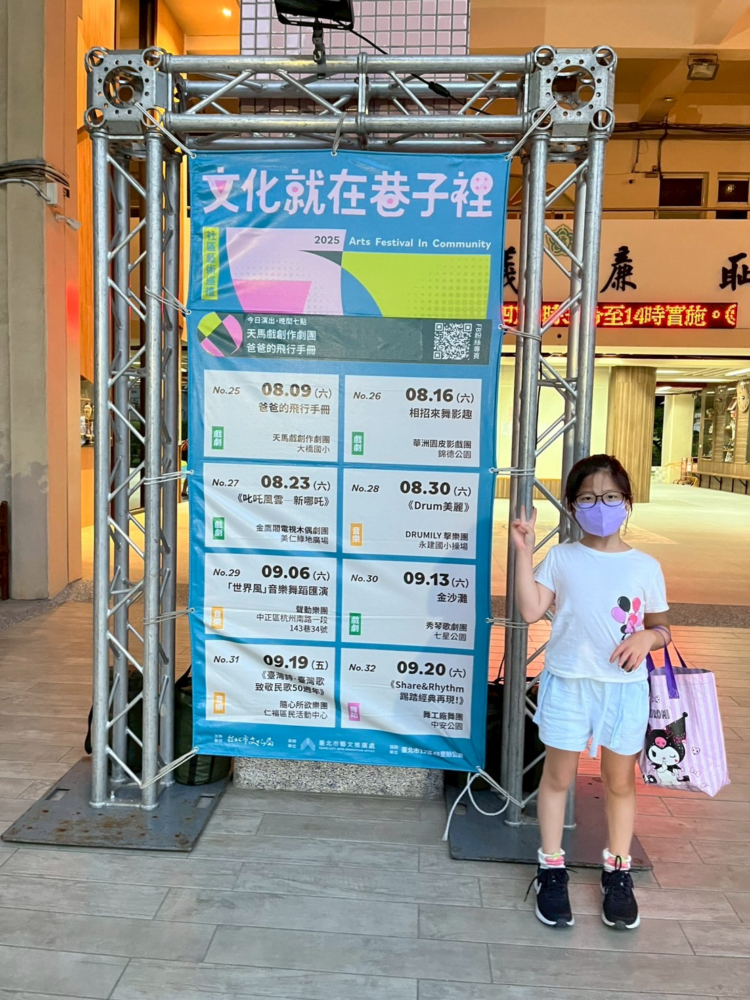 文化就在巷子裡
社區藝術巡禮
2025 Arts Festival In Community
今日演出,晚間七點
天馬戲創作劇團
爸爸的飛行手冊
FB粉絲專頁
No.25 08.09(六)
爸爸的飛行手冊
戲劇
天馬戲創作劇團
大橋國小
No.26 08.16(六)
相招來舞影趣
戲劇
華洲園皮影戲團
錦德公園
No.27 08.23(六)
《叱吒風雲—新哪吒》
戲劇
金鷹閣電視木偶劇團
美仁綠地廣場
No.28 08.30(六)
《Drum美麗》
音樂
DRUMILY 擊樂團
永建國小操場
No.29 09.06(六)
「世界風」音樂舞蹈匯演
音樂
聲動樂團
中正區杭州南路一段
143巷34號
No.30 09.13(六)
金沙灘
戲劇
秀琴歌劇團
七星公園
No.31 09.19(五)
《臺灣詩·臺灣歌
致敬民歌50週年》
音樂
隨心所欲樂團
仁福區民活動中心
No.32 09.20(六)
《Share&Rhythm
踢踏經典再現!》
舞蹈
舞工廠舞團
中安公園
主辦單位 台北市文化局
承辦單位 臺北市藝文推廣處
TAIPEI CITY ARTS PROMOTION OFFICE
協辦單位 臺北市12區48里辦公處
義 廉 恥
至14時實施。
KUROMI